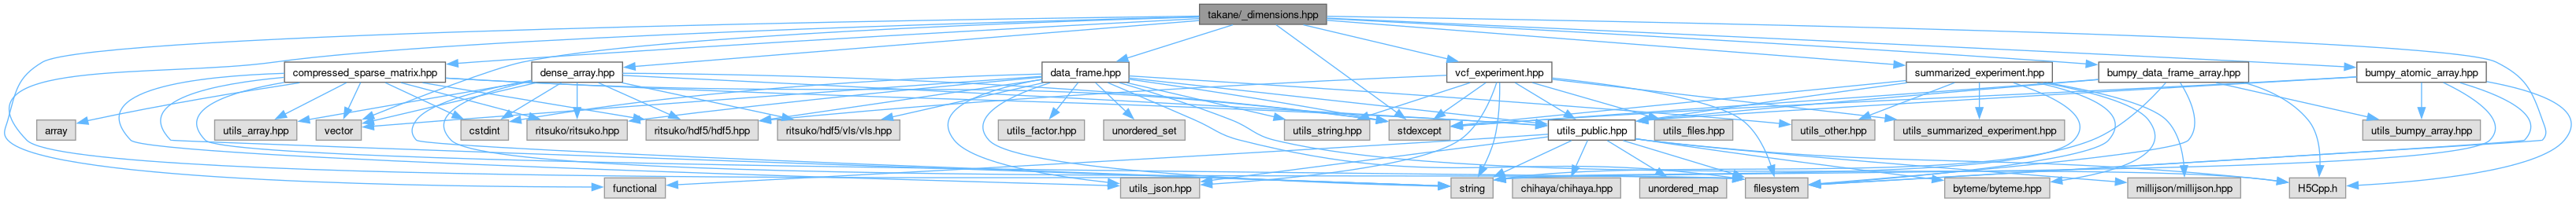 takane/_dimensions.hpp
compressed_sparse_matrix.hpp
dense_array.hpp
data_frame.hpp
vcf_experiment.hpp
summarized_experiment.hpp
bumpy_data_frame_array.hpp
bumpy_atomic_array.hpp
array
utils_array.hpp
vector
cstdint
ritsuko/ritsuko.hpp
ritsuko/hdf5/hdf5.hpp
ritsuko/hdf5/vls/vls.hpp
utils_factor.hpp
unordered_set
utils_string.hpp
stdexcept
utils_public.hpp
utils_files.hpp
utils_other.hpp
utils_summarized_experiment.hpp
utils_bumpy_array.hpp
functional
utils_json.hpp
string
chihaya/chihaya.hpp
unordered_map
filesystem
byteme/byteme.hpp
millijson/millijson.hpp
H5Cpp.h